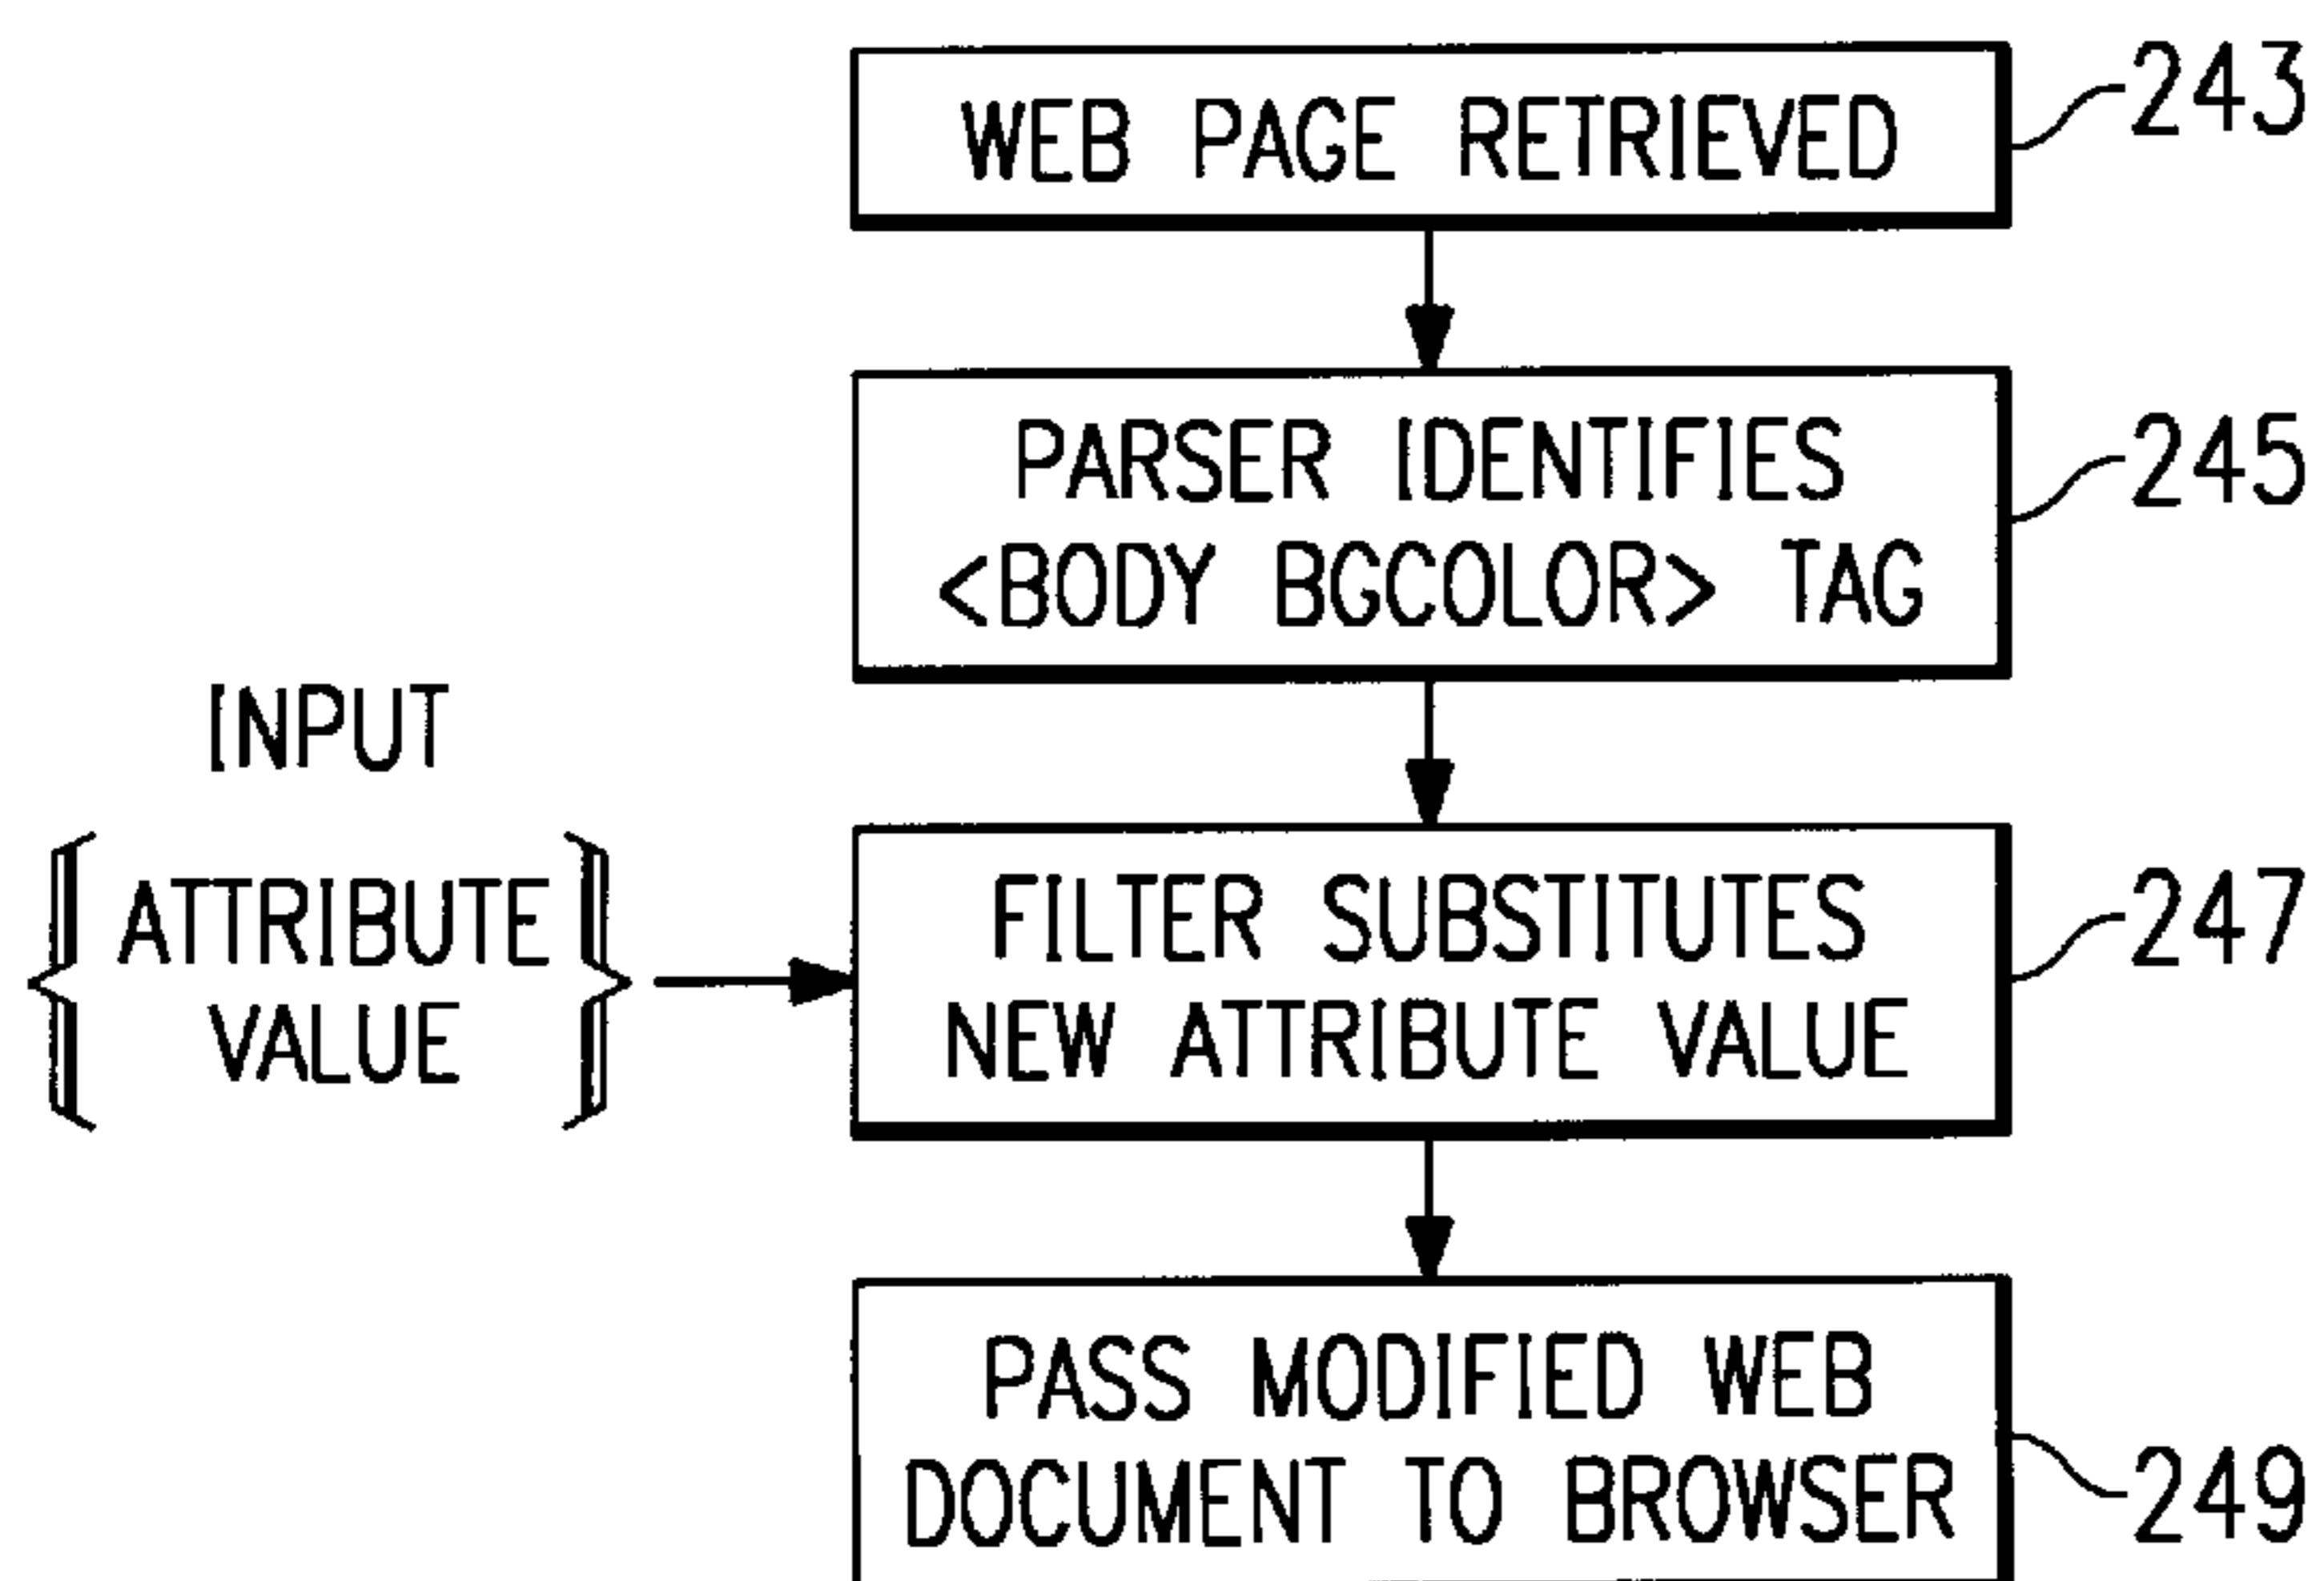 WEB PAGE RETRIEVED
243
PARSER IDENTIFIES
<BODY BGCOLOR> TAG
245
INPUT
ATTRIBUTE
VALUE
FILTER SUBSTITUTES
NEW ATTRIBUTE VALUE
247
PASS MODIFIED WEB
DOCUMENT TO BROWSER
249